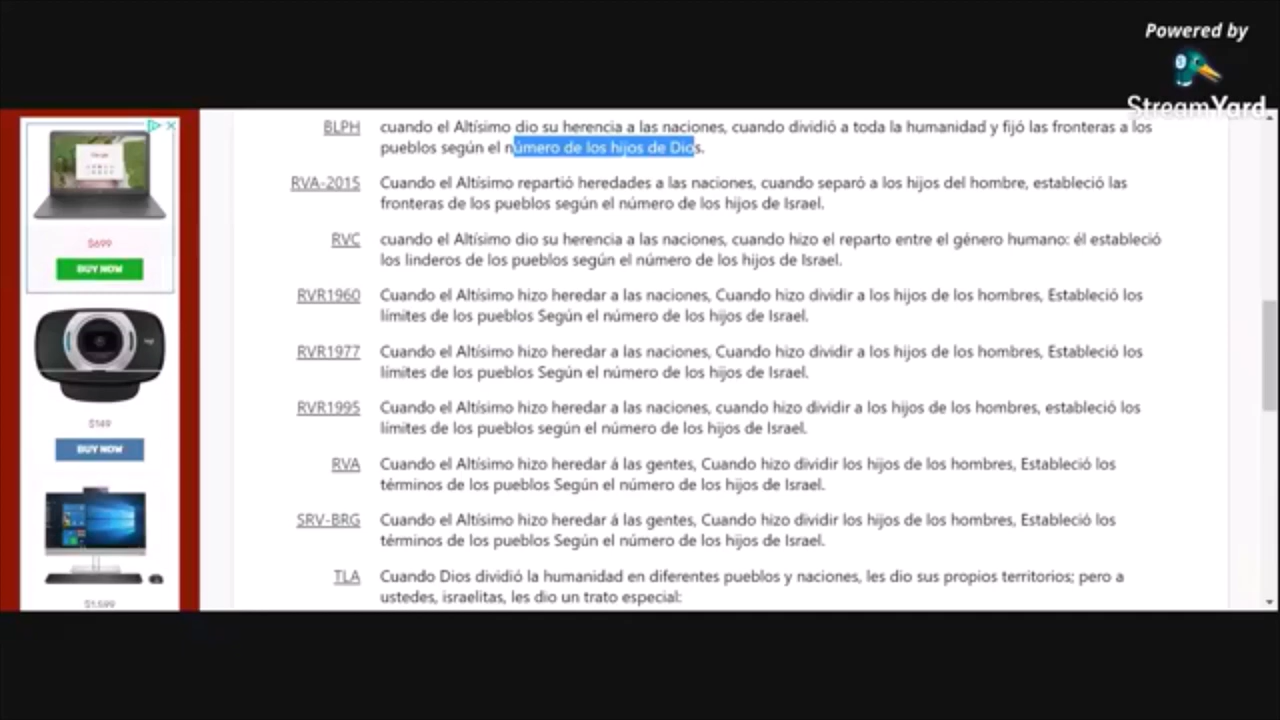 Powered by
StreamYard
BLPH cuando el Altísimo dio su herencia a las naciones, cuando dividió a toda la humanidad y fijó las fronteras a los
pueblos según el número de los hijos de Dios.
RVA-2015 Cuando el Altísimo repartió heredades a las naciones, cuando separó a los hijos del hombre, estableció las
fronteras de los pueblos según el número de los hijos de Israel.
RVC cuando el Altísimo dio su herencia a las naciones, cuando hizo el reparto entre el género humano: él estableció
los linderos de los pueblos según el número de los hijos de Israel.
RVR1960 Cuando el Altísimo hizo heredar a las naciones, Cuando hizo dividir a los hijos de los hombres, Estableció los
límites de los pueblos Según el número de los hijos de Israel.
RVR1977 Cuando el Altísimo hizo heredar a las naciones, Cuando hizo dividir a los hijos de los hombres, Estableció los
límites de los pueblos Según el número de los hijos de Israel.
RVR1995 Cuando el Altísimo hizo heredar a las naciones, cuando hizo dividir a los hijos de los hombres, estableció los
límites de los pueblos según el número de los hijos de Israel.
RVA Cuando el Altísimo hizo heredar á las gentes, Cuando hizo dividir los hijos de los hombres, Estableció los
términos de los pueblos Según el número de los hijos de Israel.
SRV-BRG Cuando el Altísimo hizo heredar á las gentes, Cuando hizo dividir los hijos de los hombres, Estableció los
términos de los pueblos Según el número de los hijos de Israel.
TLA Cuando Dios dividió la humanidad en diferentes pueblos y naciones, les dio sus propios territorios; pero a
ustedes, israelitas, les dio un trato especial:
$699
BUY NOW
$149
BUY NOW
$1,599